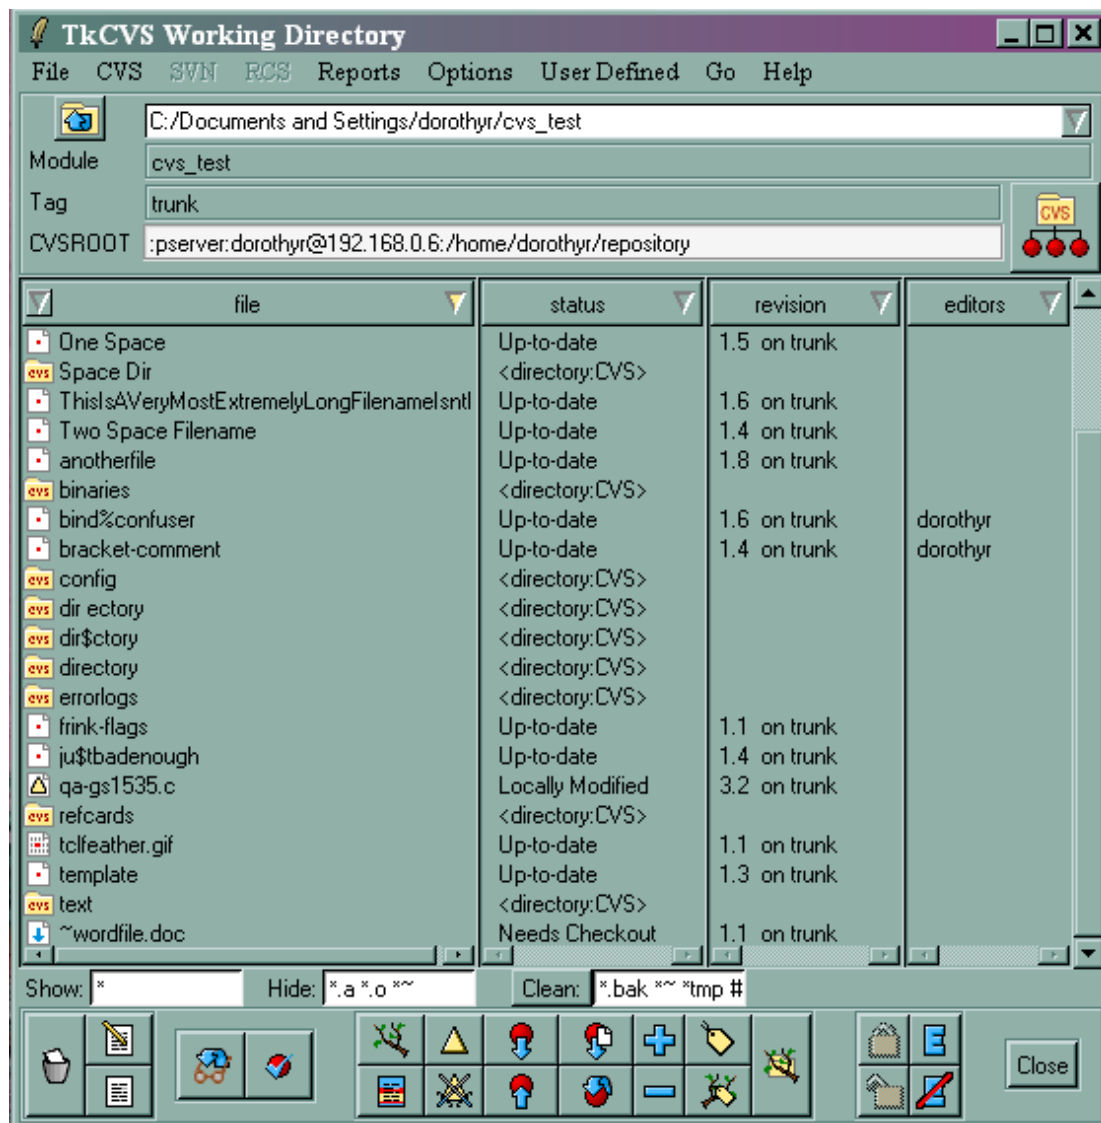 TkCVS Working Directory
File CVS SVN RCS Reports Options User Defined Go Help
C:/Documents and Settings/dorothyr/cvs_test
Module cvs_test
Tag trunk
CVS
CVSROOT :pserver:dorothyr@192.168.0.6:/home/dorothyr/repository
file status revision editors
One Space Up-to-date 1.5 on trunk
cvs Space Dir <directory:CVS>
ThisIsAVeryMostExtremelyLongFilenameIsntI Up-to-date 1.6 on trunk
Two Space Filename Up-to-date 1.4 on trunk
anotherfile Up-to-date 1.8 on trunk
cvs binaries <directory:CVS>
bind%confuser Up-to-date 1.6 on trunk dorothyr
bracket-comment Up-to-date 1.4 on trunk dorothyr
cvs config <directory:CVS>
cvs dir ectory <directory:CVS>
cvs dir$ctory <directory:CVS>
cvs directory <directory:CVS>
cvs errorlogs <directory:CVS>
frink-flags Up-to-date 1.1 on trunk
ju$tbadenough Up-to-date 1.4 on trunk
qa-gs1535.c Locally Modified 3.2 on trunk
cvs refcards <directory:CVS>
tclfeather.gif Up-to-date 1.1 on trunk
template Up-to-date 1.3 on trunk
cvs text <directory:CVS>
~wordfile.doc Needs Checkout 1.1 on trunk
Show: * Hide: *.a *.o *~ Clean: *.bak *~ *tmp #
E
Close
E